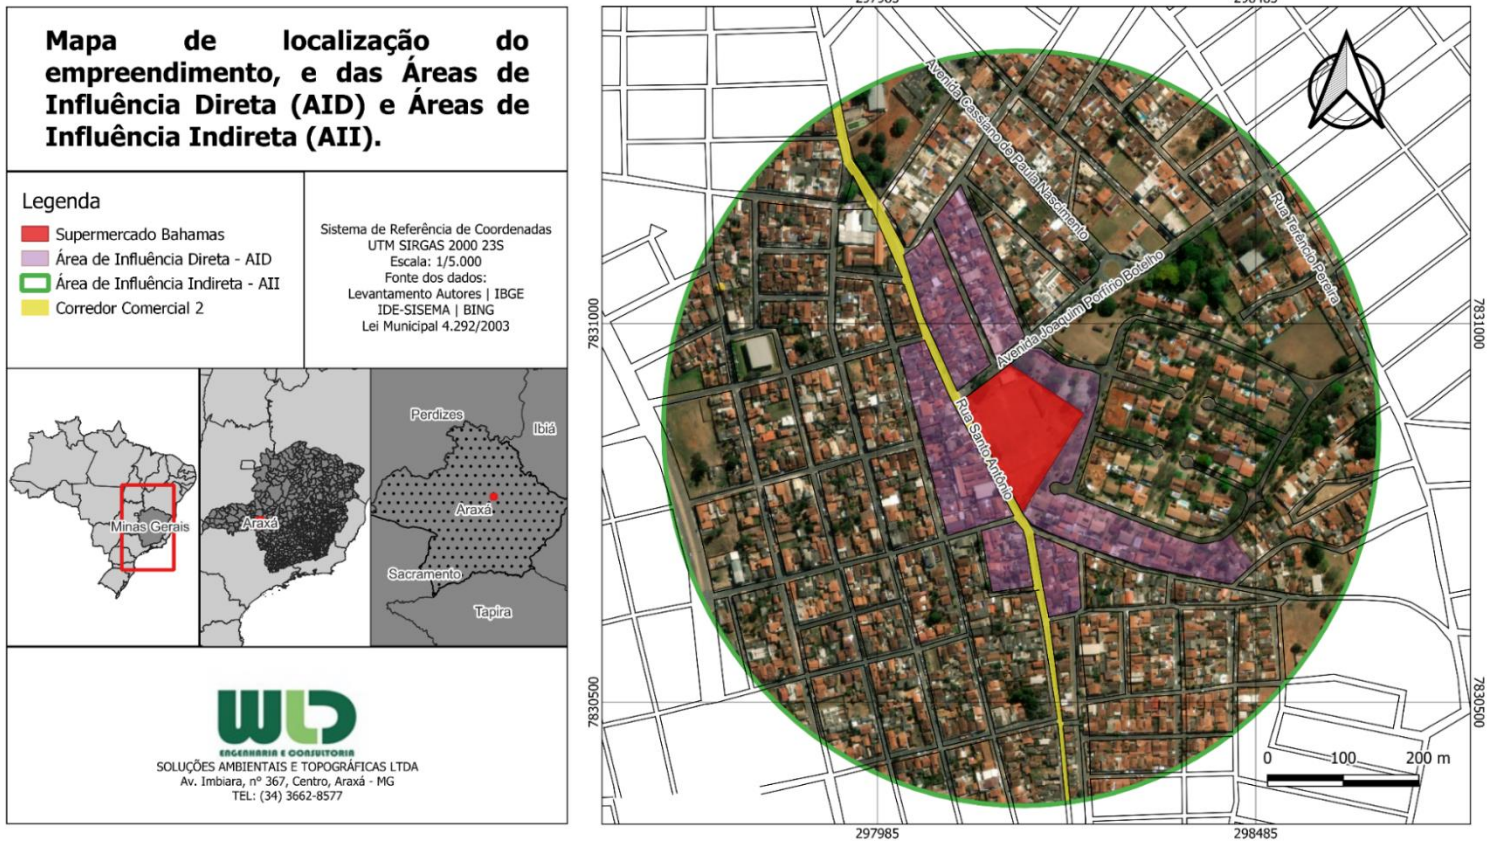 Mapa de localização do
empreendimento, e das Áreas de
Influência Direta (AID) e Áreas de
Influência Indireta (AII).
Legenda
Supermercado Bahamas
Área de Influência Direta - AID
Área de Influência Indireta - AII
Corredor Comercial 2
Sistema de Referência de Coordenadas
UTM SIRGAS 2000 23S
Escala: 1/5.000
Fonte dos dados:
Levantamento Autores | IBGE
IDE-SISEMA | BING
Lei Municipal 4.292/2003
Minas Gerais
Araxá
Perdizes
Ibiá
Araxá
Sacramento
Tapira
WLD
ENGENHARIA E CONSULTORIA
SOLUÇÕES AMBIENTAIS E TOPOGRÁFICAS LTDA
Av. Imbiara, nº 367, Centro, Araxá - MG
TEL: (34) 3662-8577
297985
298485
Avenida Cassiano de Paula Nascimento
Rua Terêncio Pereira
Avenida Joaquim Porfírio Botelho
Rua Santo Antônio
7831000
7831000
7830500
7830500
0 100 200 m
297985
298485